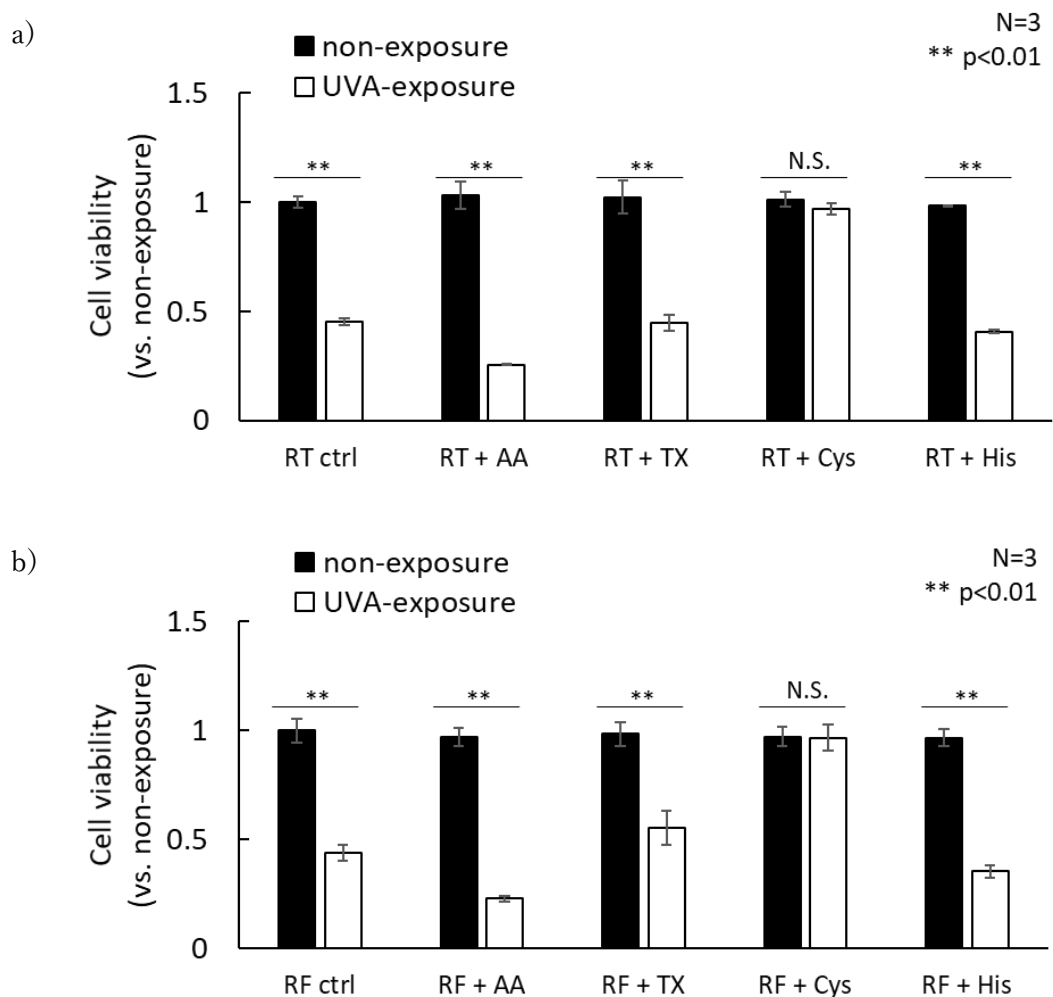 a)
N=3
** p<0.01
non-exposure
UVA-exposure
Cell viability
(vs. non-exposure)
1.5
1
0.5
0
** ** ** N.S. **
RT ctrl RT + AA RT + TX RT + Cys RT + His
b)
N=3
** p<0.01
non-exposure
UVA-exposure
Cell viability
(vs. non-exposure)
1.5
1
0.5
0
** ** ** N.S. **
RF ctrl RF + AA RF + TX RF + Cys RF + His